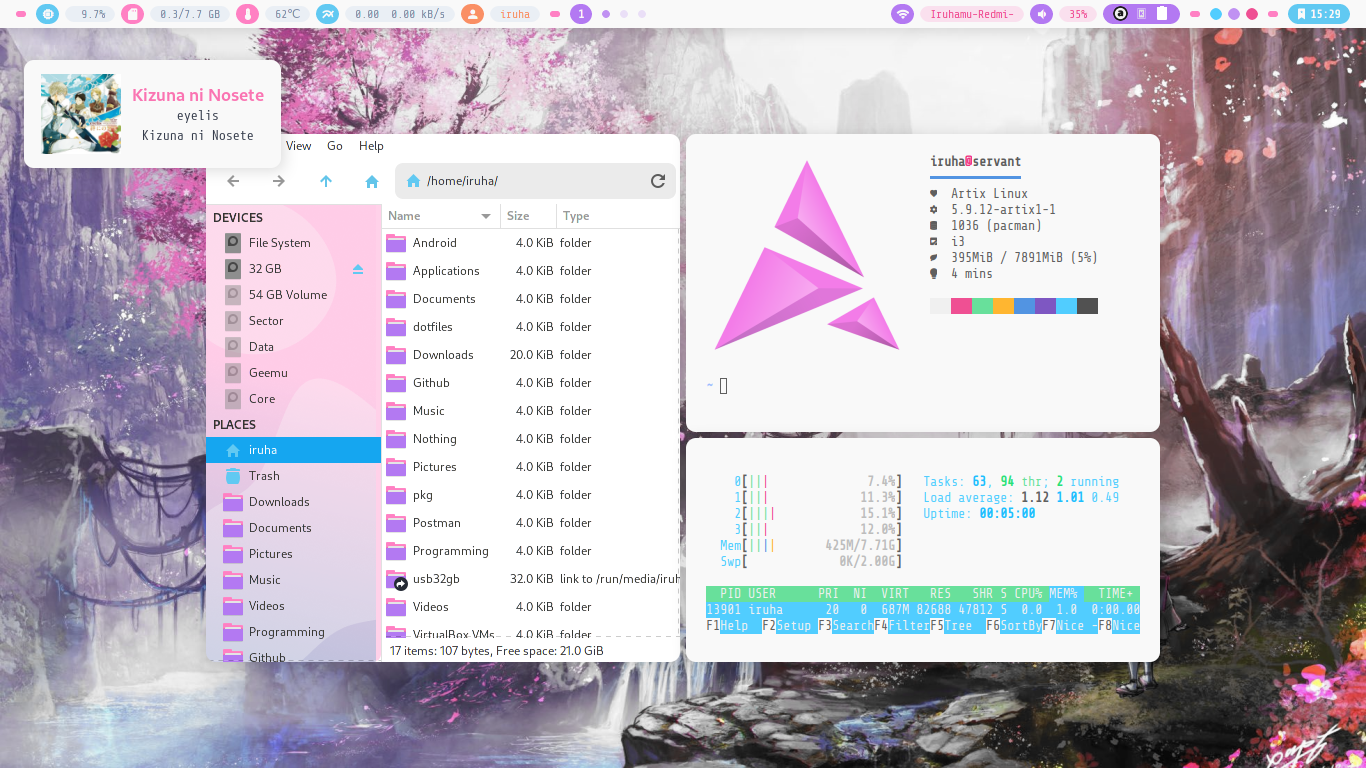 9.7% 0.3/7.7 GB 62℃ 0.00 0.00 kB/s iruha 1 Iruhamu-Redmi- 35% a 15:29
Kizuna ni Nosete
eyelis
Kizuna ni Nosete
View Go Help
/home/iruha/
DEVICES
File System
32 GB
54 GB Volume
Sector
Data
Geemu
Core
PLACES
iruha
Trash
Downloads
Documents
Pictures
Music
Videos
Programming
Github
Name Size Type
Android 4.0 KiB folder
Applications 4.0 KiB folder
Documents 4.0 KiB folder
dotfiles 4.0 KiB folder
Downloads 20.0 KiB folder
Github 4.0 KiB folder
Music 4.0 KiB folder
Nothing 4.0 KiB folder
Pictures 4.0 KiB folder
pkg 4.0 KiB folder
Postman 4.0 KiB folder
Programming 4.0 KiB folder
usb32gb 32.0 KiB link to /run/media/iruh
Videos 4.0 KiB folder
VirtualBox VMs 4.0 KiB folder
17 items: 107 bytes, Free space: 21.0 GiB
iruha@servant
Artix Linux
5.9.12-artix1-1
1036 (pacman)
i3
395MiB / 7891MiB (5%)
4 mins
~
0[||| 7.4%]
1[||| 11.3%]
2[|||| 15.1%]
3[||| 12.0%]
Mem[|||| 425M/7.71G]
Swp[ 0K/2.00G]
Tasks: 63, 94 thr; 2 running
Load average: 1.12 1.01 0.49
Uptime: 00:05:00
PID USER PRI NI VIRT RES SHR S CPU% MEM% TIME+
13901 iruha 20 0 687M 82688 47812 S 0.0 1.0 0:00.00
F1Help F2Setup F3SearchF4FilterF5Tree F6SortByF7Nice -F8Nice